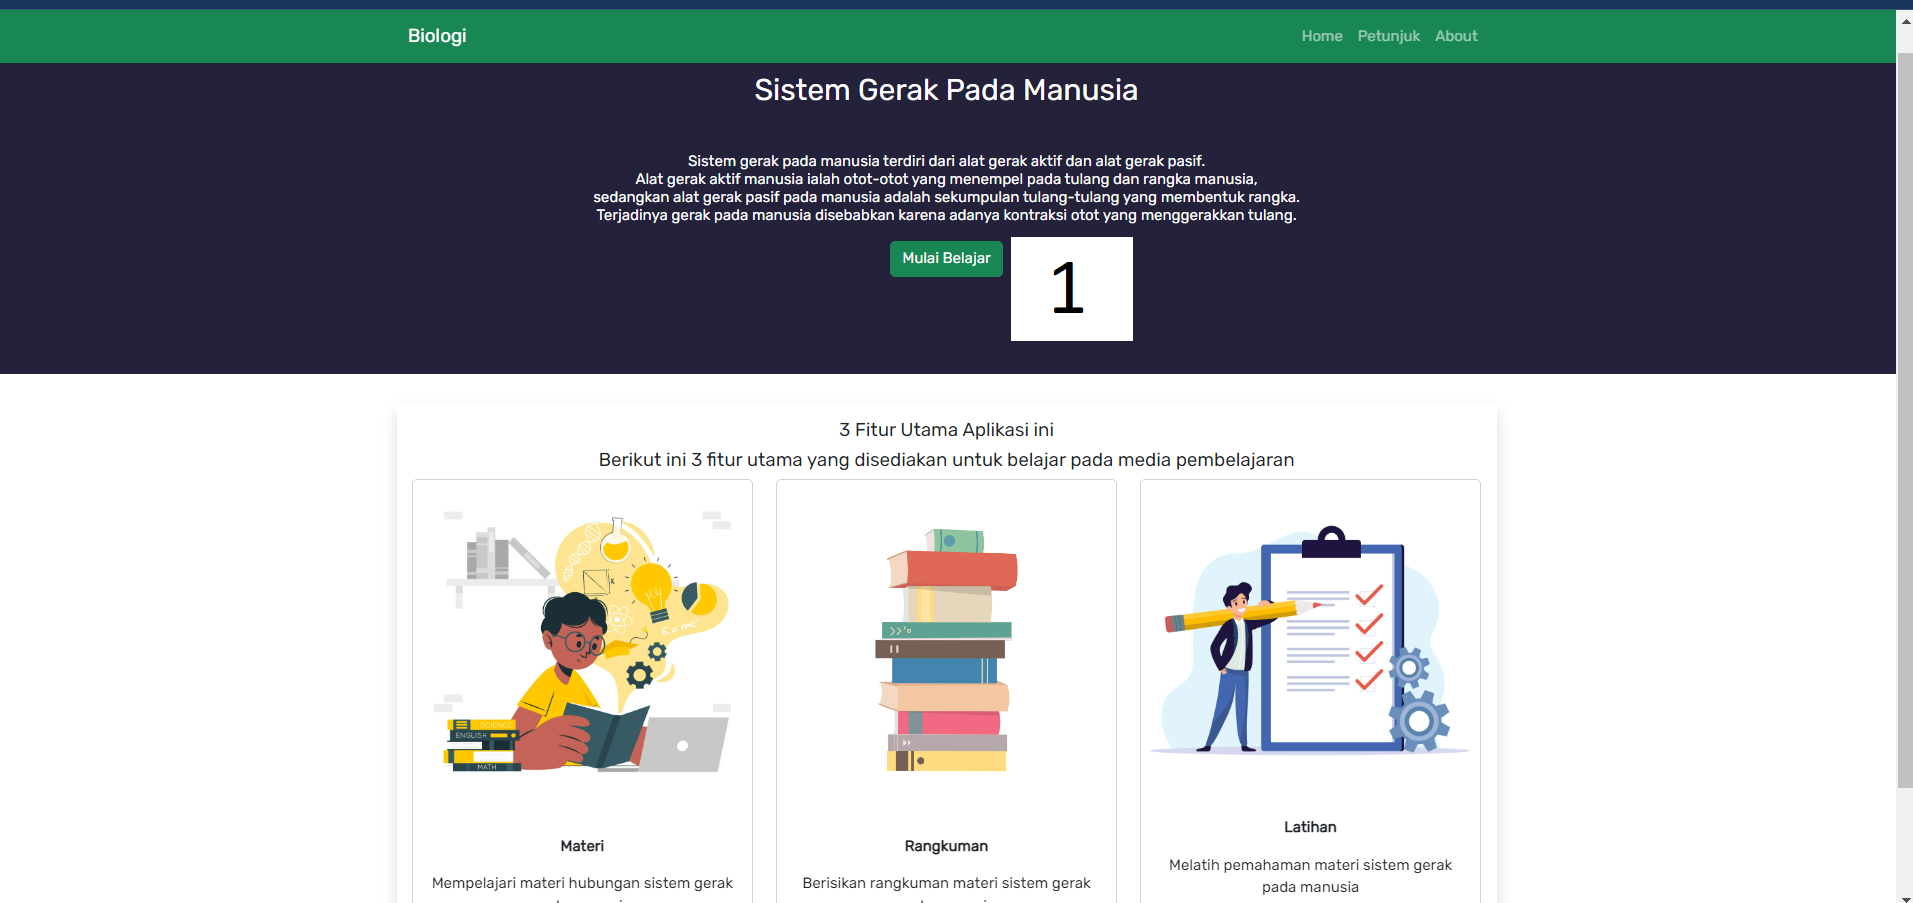 Biologi
Home Petunjuk About
Sistem Gerak Pada Manusia
Sistem gerak pada manusia terdiri dari alat gerak aktif dan alat gerak pasif.
Alat gerak aktif manusia ialah otot-otot yang menempel pada tulang dan rangka manusia,
sedangkan alat gerak pasif pada manusia adalah sekumpulan tulang-tulang yang membentuk rangka.
Terjadinya gerak pada manusia disebabkan karena adanya kontraksi otot yang menggerakkan tulang.
Mulai Belajar
1
3 Fitur Utama Aplikasi ini
Berikut ini 3 fitur utama yang disediakan untuk belajar pada media pembelajaran
E = mc²
SCIENCE
ENGLISH
MATH
Materi
Mempelajari materi hubungan sistem gerak
Rangkuman
Berisikan rangkuman materi sistem gerak
Latihan
Melatih pemahaman materi sistem gerak
pada manusia